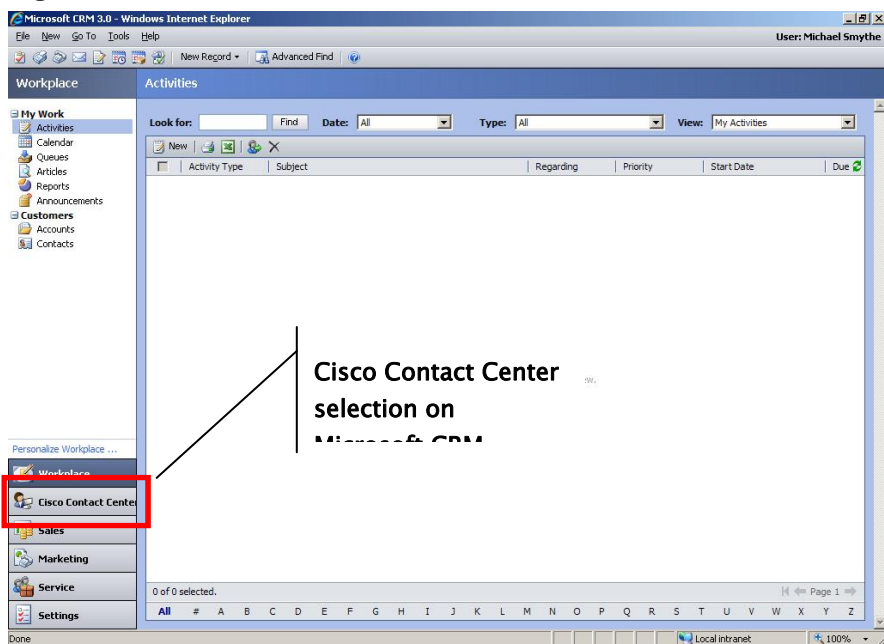 Microsoft CRM 3.0 - Windows Internet Explorer
File New Go To Tools Help User: Michael Smythe
New Record Advanced Find
Workplace Activities
My Work
Activities
Calendar
Queues
Articles
Reports
Announcements
Customers
Accounts
Contacts
Look for: Find Date: All Type: All View: My Activities
New
Activity Type Subject Regarding Priority Start Date Due
Cisco Contact Center
selection on
Microsoft CRM
Personalize Workplace ...
Workplace
Cisco Contact Cente
Sales
Marketing
Service
Settings
0 of 0 selected. Page 1
All # A B C D E F G H I J K L M N O P Q R S T U V W X Y Z
Done Local intranet 100%